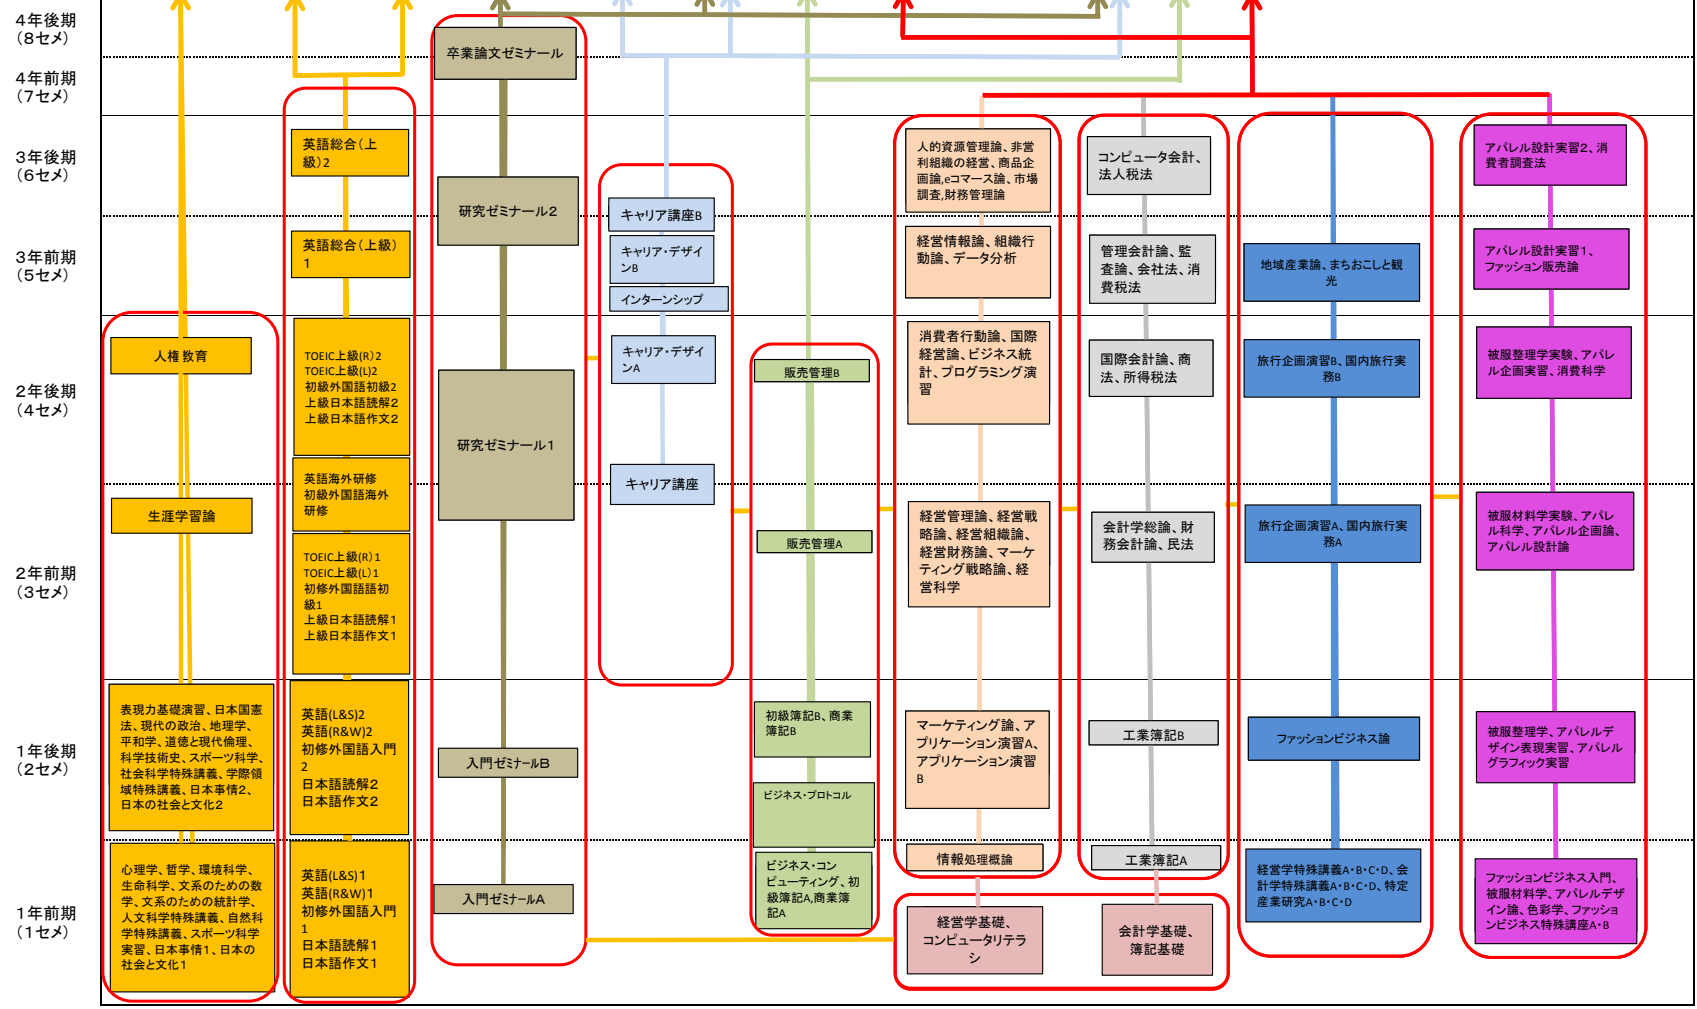 4年後期
(8セメ)
4年前期
(7セメ)
3年後期
(6セメ)
3年前期
(5セメ)
2年後期
(4セメ)
2年前期
(3セメ)
1年後期
(2セメ)
1年前期
(1セメ)
人権教育
生涯学習論
表現力基礎演習、日本国憲
法、現代の政治、地理学、
平和学、道徳と現代倫理、
科学技術史、スポーツ科学、
社会科学特殊講義、学際領
域特殊講義、日本事情2、
日本の社会と文化2
心理学、哲学、環境科学、
生命科学、文系のための数
学、文系のための統計学、
人文科学特殊講義、自然科
学特殊講義、スポーツ科学
実習、日本事情1、日本の
社会と文化1
英語総合(上
級)2
英語総合(上級)
1
TOEIC上級(R)2
TOEIC上級(L)2
初級外国語初級2
上級日本語読解2
上級日本語作文2
英語海外研修
初級外国語海外
研修
TOEIC上級(R)1
TOEIC上級(L)1
初修外国語語初
級1
上級日本語読解1
上級日本語作文1
英語(L&S)2
英語(R&W)2
初修外国語入門
2
日本語読解2
日本語作文2
英語(L&S)1
英語(R&W)1
初修外国語入門
1
日本語読解1
日本語作文1
卒業論文ゼミナール
研究ゼミナール2
研究ゼミナール1
入門ゼミナールB
入門ゼミナールA
キャリア講座B
キャリア・デザイ
ンB
インターンシップ
キャリア・デザイ
ンA
キャリア講座
販売管理B
販売管理A
初級簿記B、商業
簿記B
ビジネス・プロトコル
ビジネス・コン
ピューティング、初
級簿記A,商業簿
記A
人的資源管理論、非営
利組織の経営、商品企
画論,eコマース論、市場
調査,財務管理論
経営情報論、組織行
動論、データ分析
消費者行動論、国際
経営論、ビジネス統
計、プログラミング演
習
経営管理論、経営戦
略論、経営組織論、
経営財務論、マーケ
ティング戦略論、経
営科学
マーケティング論、ア
プリケーション演習A、
アプリケーション演習
B
情報処理概論
経営学基礎、
コンピュータリテラ
シ
コンピュータ会計、
法人税法
管理会計論、監
査論、会社法、消
費税法
国際会計論、商
法、所得税法
会計学総論、財
務会計論、民法
工業簿記B
工業簿記A
会計学基礎、
簿記基礎
地域産業論、まちおこしと観
光
旅行企画演習B、国内旅行実
務B
旅行企画演習A、国内旅行実
務A
ファッションビジネス論
経営学特殊講義A・B・C・D、会
計学特殊講義A・B・C・D、特定
産業研究A・B・C・D
アパレル設計実習2、消
費者調査法
アパレル設計実習1、
ファッション販売論
被服整理学実験、アパレ
ル企画実習、消費科学
被服材料学実験、アパレ
ル科学、アパレル企画論、
アパレル設計論
被服整理学、アパレルデ
ザイン表現実習、アパレル
グラフィック実習
ファッションビジネス入門、
被服材料学、アパレルデザ
イン論、色彩学、ファッショ
ンビジネス特殊講座A・B